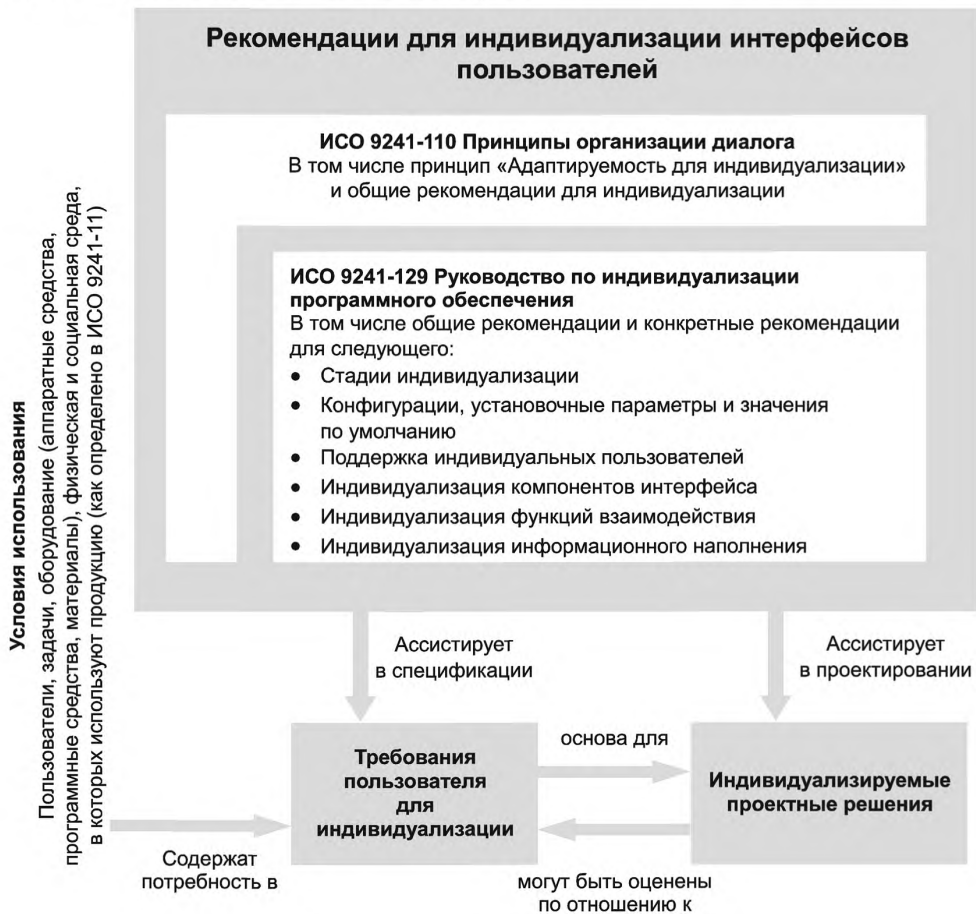 Рекомендации для индивидуализации интерфейсов
пользователей
ИСО 9241-110 Принципы организации диалога
В том числе принцип «Адаптируемость для индивидуализации»
и общие рекомендации для индивидуализации
ИСО 9241-129 Руководство по индивидуализации
программного обеспечения
В том числе общие рекомендации и конкретные рекомендации
для следующего:
• Стадии индивидуализации
• Конфигурации, установочные параметры и значения
по умолчанию
• Поддержка индивидуальных пользователей
• Индивидуализация компонентов интерфейса
• Индивидуализация функций взаимодействия
• Индивидуализация информационного наполнения
Условия использования
Пользователи, задачи, оборудование (аппаратные средства,
программные средства, материалы), физическая и социальная среда,
в которых используют продукцию (как определено в ИСО 9241-11)
Ассистирует
в спецификации
Ассистирует
в проектировании
Требования
пользователя
для
индивидуализации
основа для
Индивидуализируемые
проектные решения
Содержат
потребность в
могут быть оценены
по отношению к